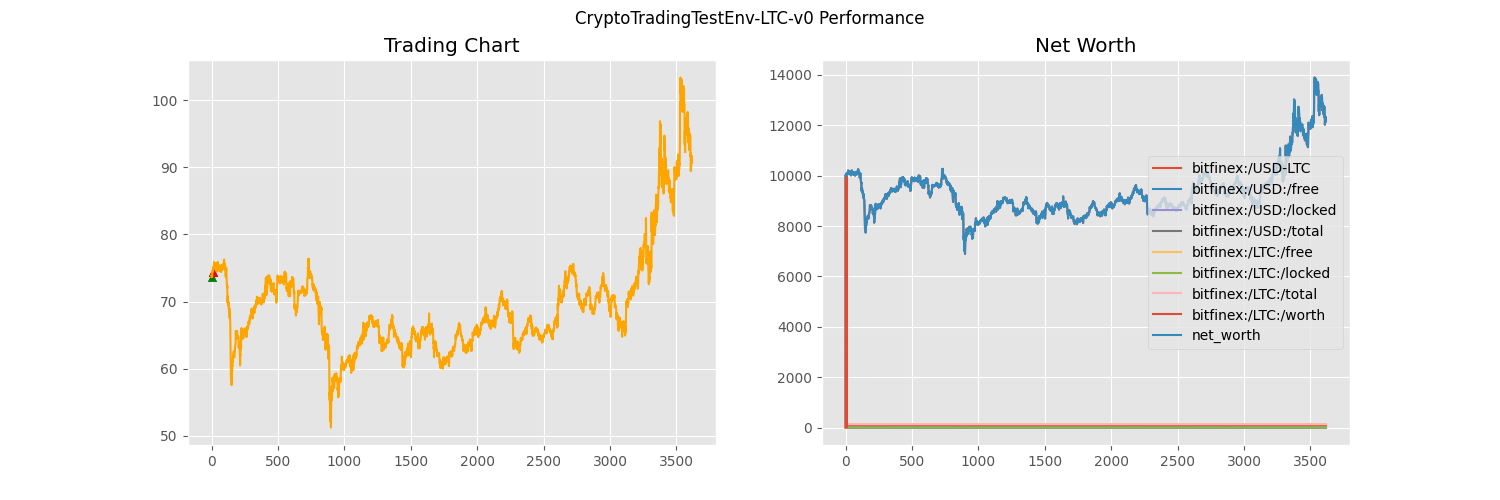 CryptoTradingTestEnv-LTC-v0 Performance
Trading Chart
100
90
80
70
60
50
0
500
1000
1500
2000
2500
3000
3500
Net Worth
14000
12000
10000
8000
6000
4000
2000
0
bitfinex:/USD-LTC
bitfinex:/USD:/free
bitfinex:/USD:/locked
bitfinex:/USD:/total
bitfinex:/LTC:/free
bitfinex:/LTC:/locked
bitfinex:/LTC:/total
bitfinex:/LTC:/worth
net_worth
0
500
1000
1500
2000
2500
3000
3500